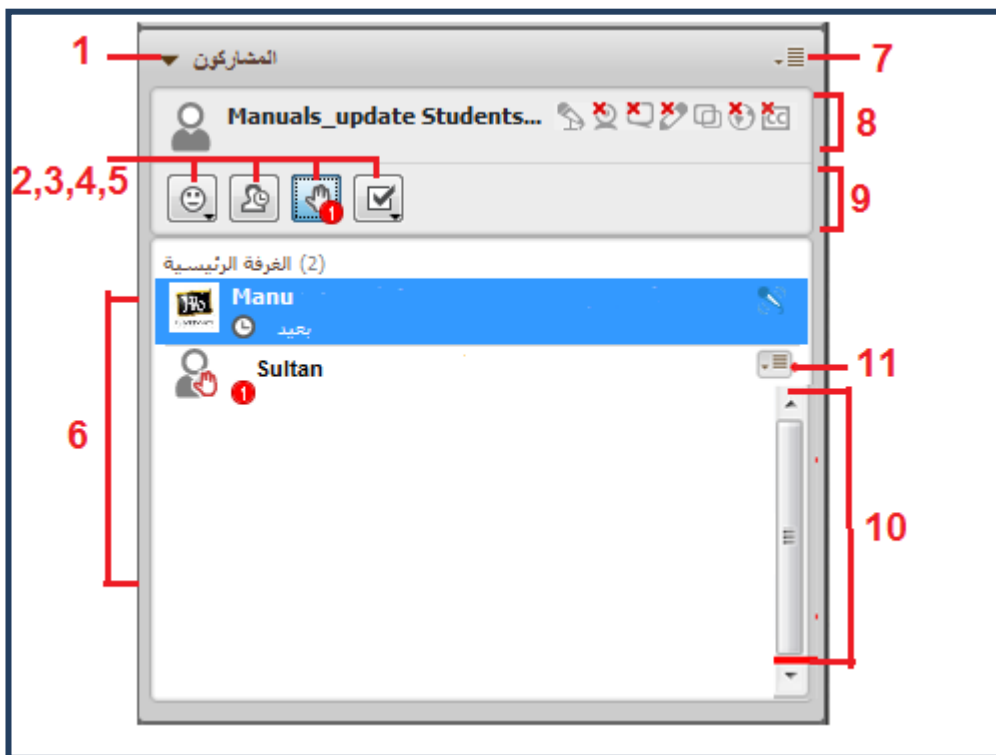 1
المشاركون
7
Manuals_update Students...
cc
8
2,3,4,5
1
9
(2) الغرفة الرئيسية
Manu
بعيد
Sultan
1
11
6
10